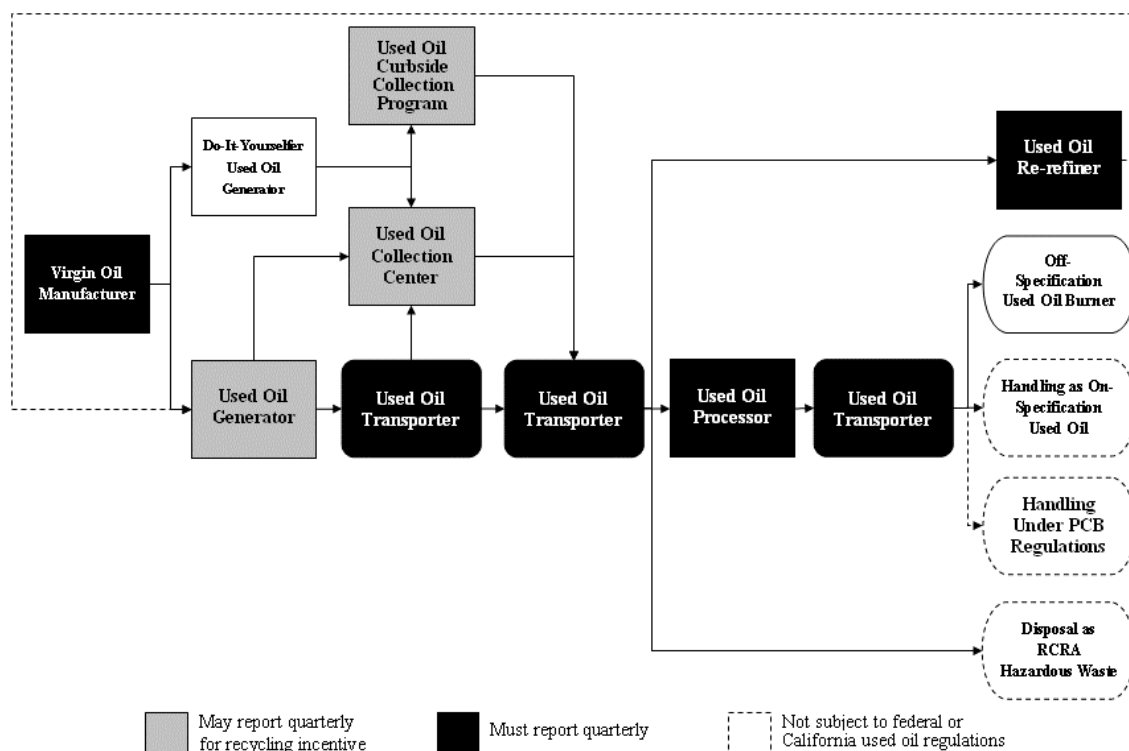 Used Oil
Curbside
Collection
Program
Do-It-Yourselfer
Used Oil
Generator
Used Oil
Re-refiner
Used Oil
Collection
Center
Virgin Oil
Manufacturer
Off-
Specification
Used Oil Burner
Used Oil
Generator
Used Oil
Transporter
Used Oil
Transporter
Used Oil
Processor
Used Oil
Transporter
Handling as On-
Specification
Used Oil
Handling
Under PCB
Regulations
Disposal as
RCRA
Hazardous Waste
May report quarterly
for recycling incentive
Must report quarterly
Not subject to federal or
California used oil regulations